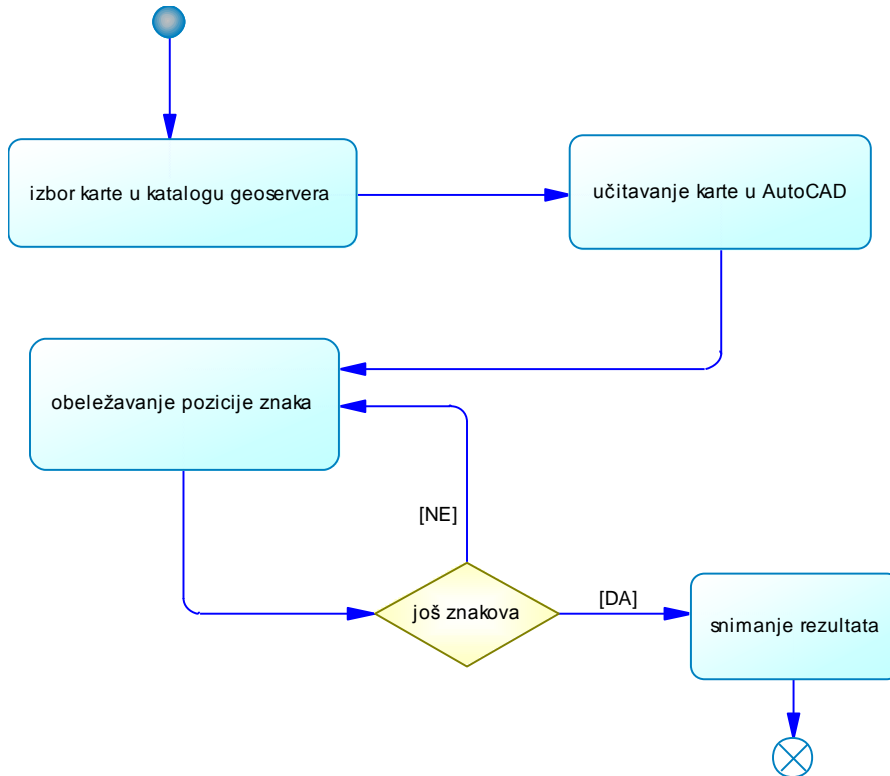 izbor karte u katalogu geoservera
učitavanje karte u AutoCAD
obeležavanje pozicije znaka
[NE]
još znakova
[DA]
snimanje rezultata